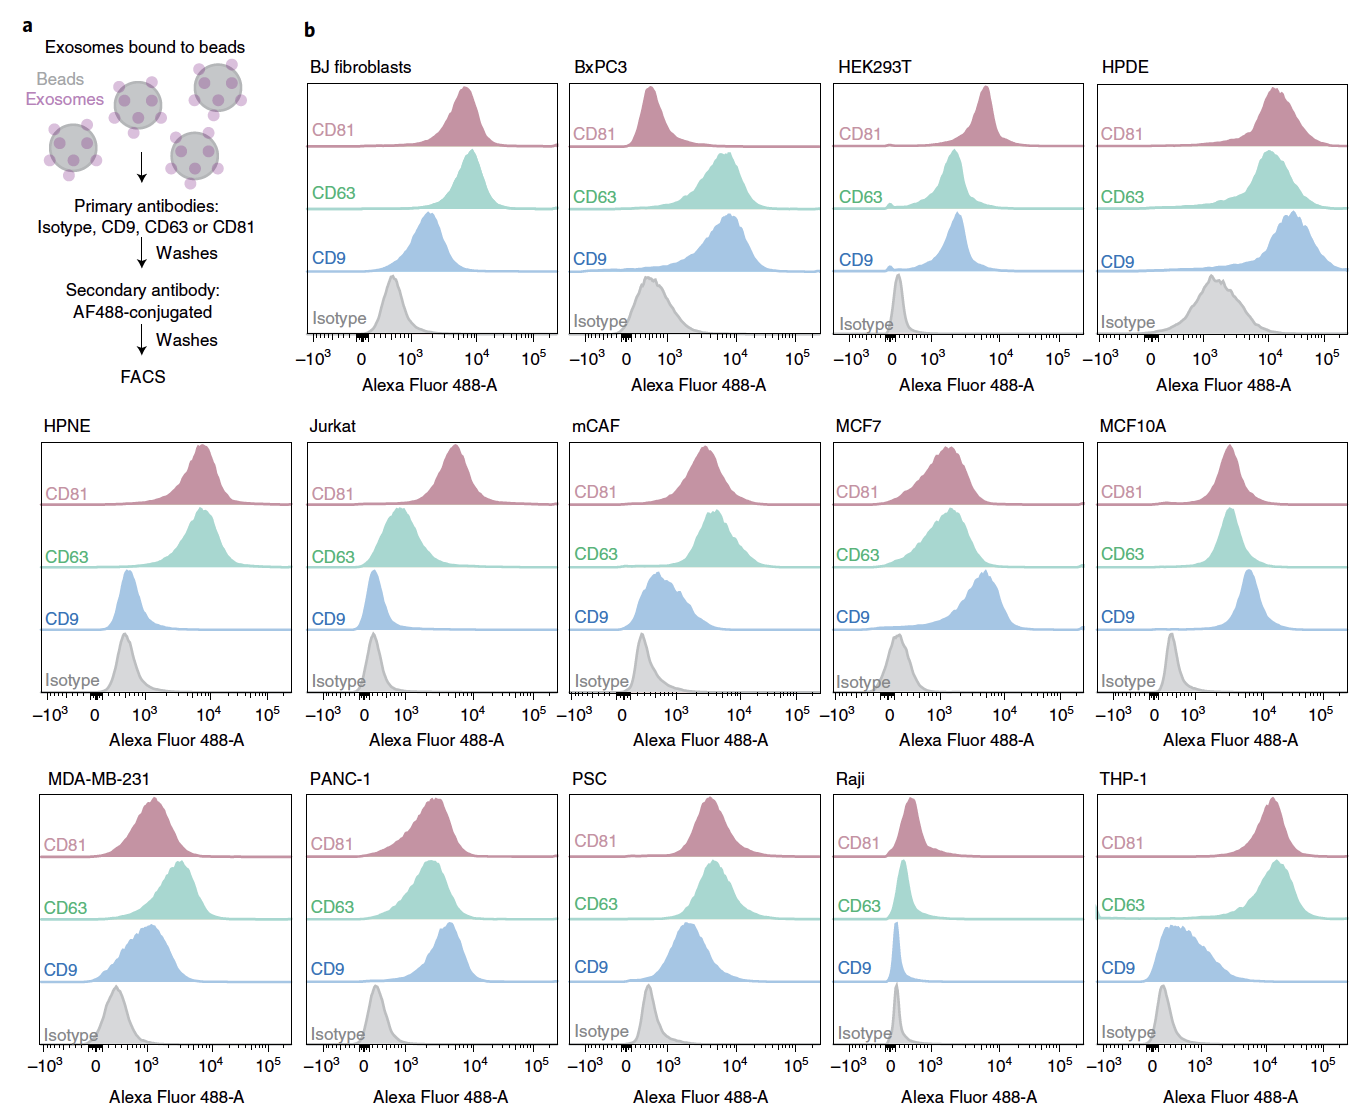 a
Exosomes bound to beads
Beads
Exosomes
Primary antibodies:
Isotype, CD9, CD63 or CD81
Washes
Secondary antibody:
AF488-conjugated
Washes
FACS
b
BJ fibroblasts
CD81
CD63
CD9
Isotype
−10³ 0 10³ 10⁴ 10⁵
Alexa Fluor 488-A
BxPC3
CD81
CD63
CD9
Isotype
−10³ 0 10³ 10⁴ 10⁵
Alexa Fluor 488-A
HEK293T
CD81
CD63
CD9
Isotype
−10³ 0 10³ 10⁴ 10⁵
Alexa Fluor 488-A
HPDE
CD81
CD63
CD9
Isotype
−10³ 0 10³ 10⁴ 10⁵
Alexa Fluor 488-A
HPNE
CD81
CD63
CD9
Isotype
−10³ 0 10³ 10⁴ 10⁵
Alexa Fluor 488-A
Jurkat
CD81
CD63
CD9
Isotype
−10³ 0 10³ 10⁴ 10⁵
Alexa Fluor 488-A
mCAF
CD81
CD63
CD9
Isotype
−10³ 0 10³ 10⁴ 10⁵
Alexa Fluor 488-A
MCF7
CD81
CD63
CD9
Isotype
−10³ 0 10³ 10⁴ 10⁵
Alexa Fluor 488-A
MCF10A
CD81
CD63
CD9
Isotype
−10³ 0 10³ 10⁴ 10⁵
Alexa Fluor 488-A
MDA-MB-231
CD81
CD63
CD9
Isotype
−10³ 0 10³ 10⁴ 10⁵
Alexa Fluor 488-A
PANC-1
CD81
CD63
CD9
Isotype
−10³ 0 10³ 10⁴ 10⁵
Alexa Fluor 488-A
PSC
CD81
CD63
CD9
Isotype
−10³ 0 10³ 10⁴ 10⁵
Alexa Fluor 488-A
Raji
CD81
CD63
CD9
Isotype
−10³ 0 10³ 10⁴ 10⁵
Alexa Fluor 488-A
THP-1
CD81
CD63
CD9
Isotype
−10³ 0 10³ 10⁴ 10⁵
Alexa Fluor 488-A